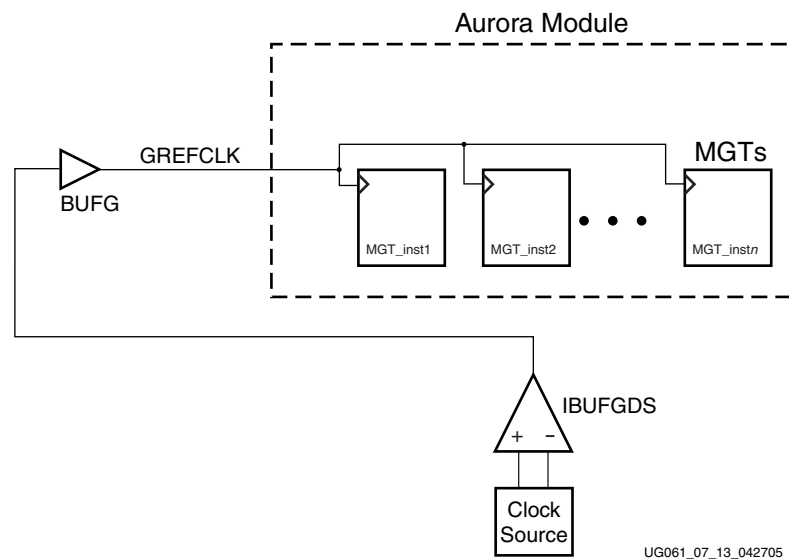 Aurora Module
GREFCLK
MGTs
BUFG
MGT_inst1
MGT_inst2
MGT_instn
IBUFGDS
+ −
Clock
Source
UG061_07_13_042705